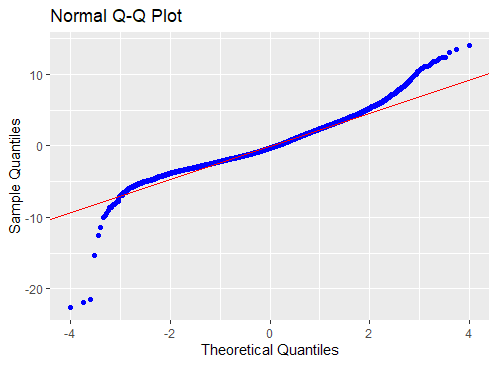 Normal Q-Q Plot
Sample Quantiles
10
0
-10
-20
-4 -2 0 2 4
Theoretical Quantiles